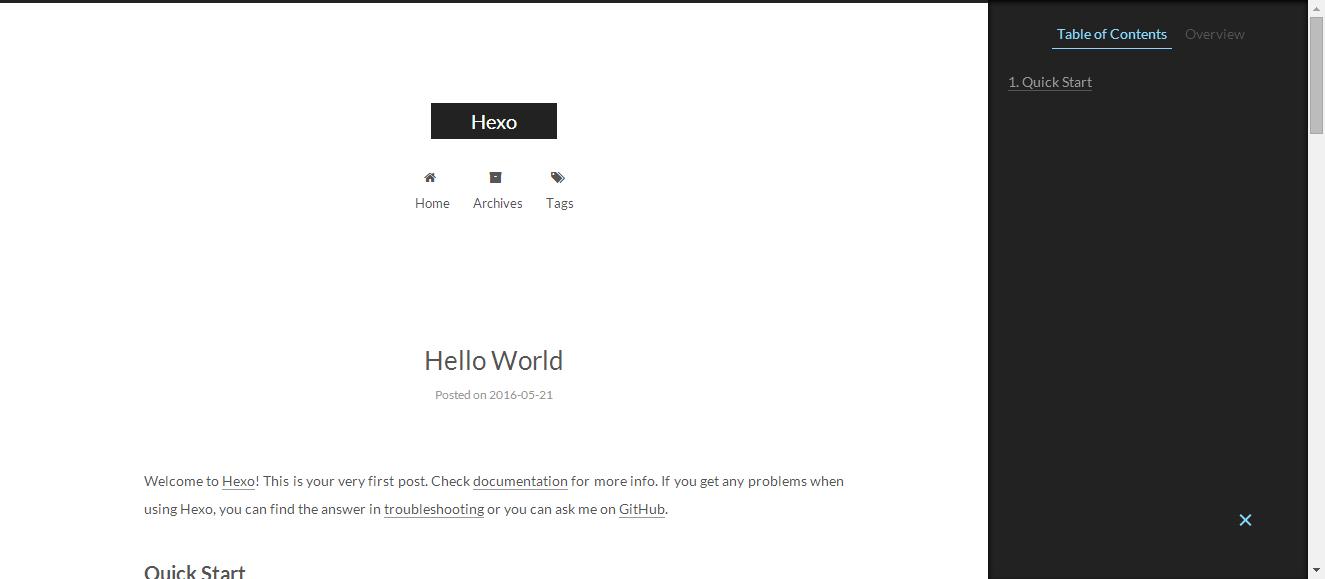 Hexo
Home Archives Tags
Hello World
Posted on 2016-05-21
Welcome to Hexo! This is your very first post. Check documentation for more info. If you get any problems when
using Hexo, you can find the answer in troubleshooting or you can ask me on GitHub.
Quick Start
Table of Contents Overview
1. Quick Start